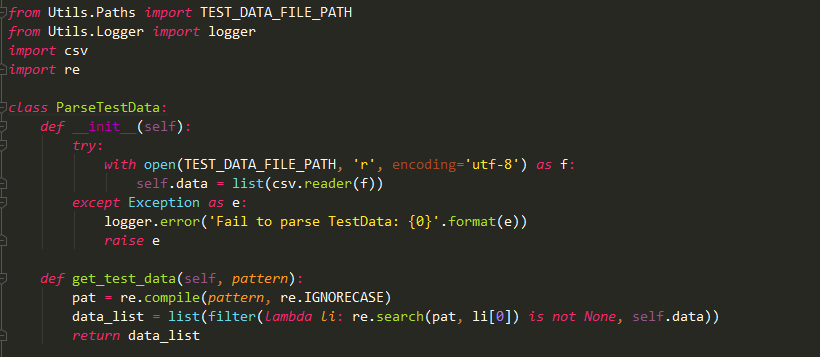 from Utils.Paths import TEST_DATA_FILE_PATH
from Utils.Logger import logger
import csv
import re

class ParseTestData:
    def __init__(self):
        try:
            with open(TEST_DATA_FILE_PATH, 'r', encoding='utf-8') as f:
                self.data = list(csv.reader(f))
        except Exception as e:
            logger.error('Fail to parse TestData: {0}'.format(e))
            raise e

    def get_test_data(self, pattern):
        pat = re.compile(pattern, re.IGNORECASE)
        data_list = list(filter(lambda li: re.search(pat, li[0]) is not None, self.data))
        return data_list